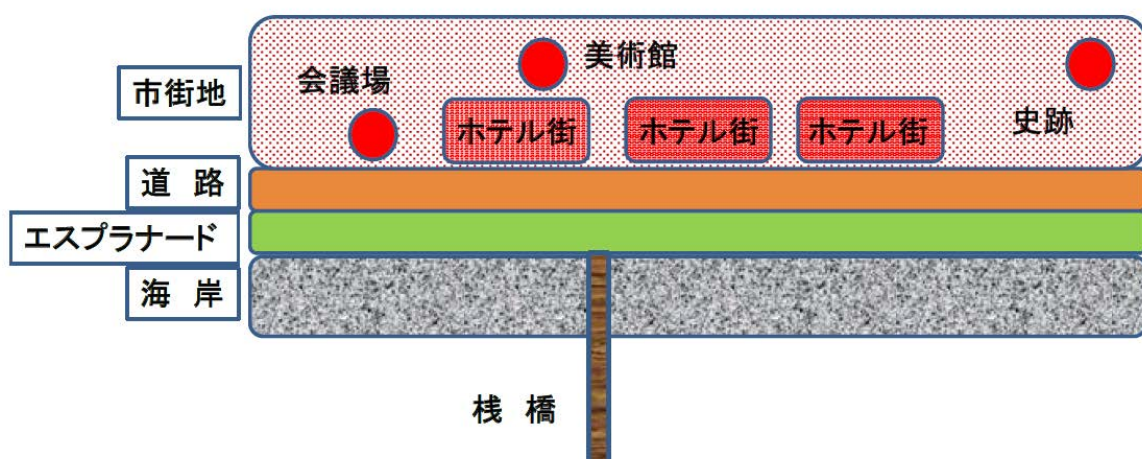 市街地
会議場
美術館
ホテル街
ホテル街
ホテル街
史跡
道 路
エスプラナード
海 岸
桟 橋